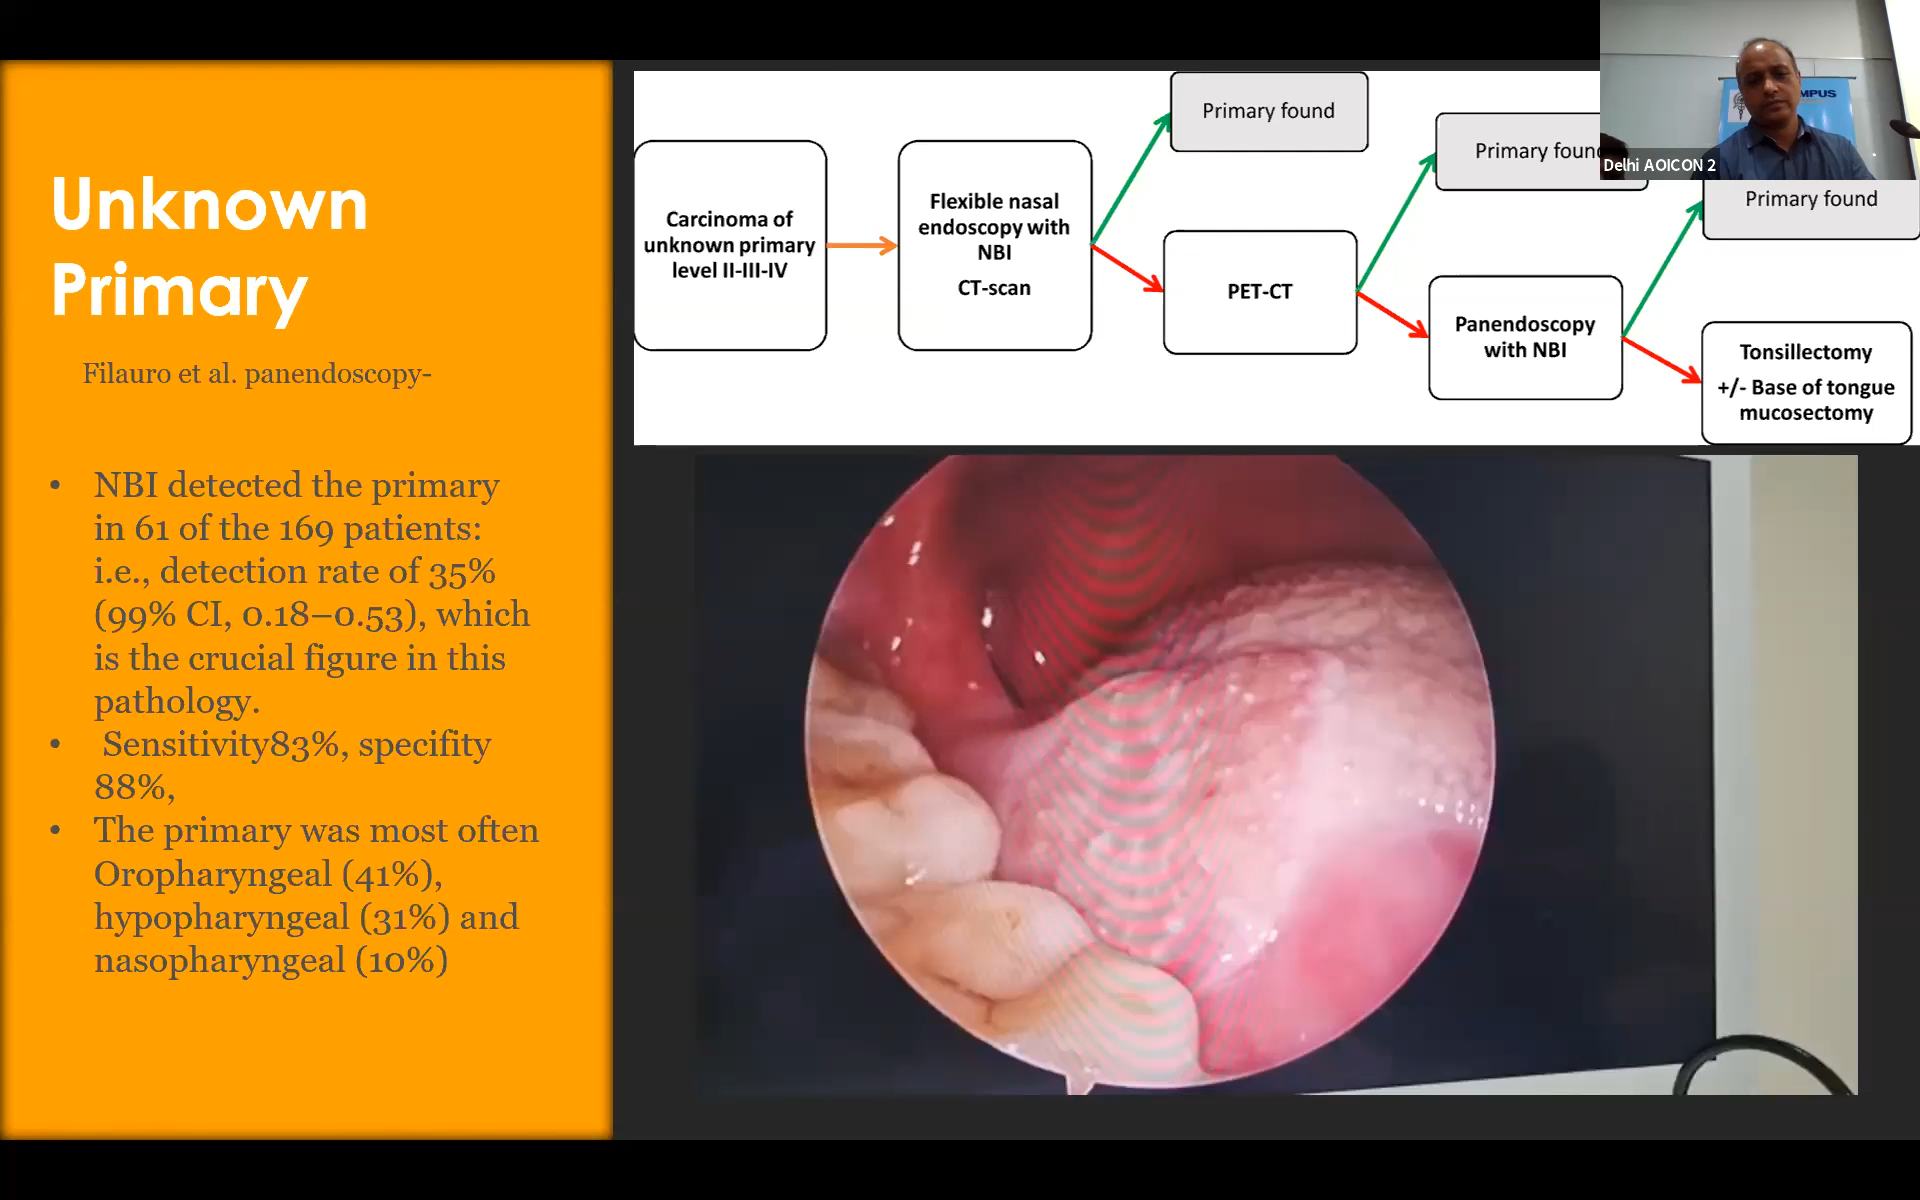 Unknown
Primary
Filauro et al. panendoscopy-
• NBI detected the primary
in 61 of the 169 patients:
i.e., detection rate of 35%
(99% CI, 0.18–0.53), which
is the crucial figure in this
pathology.
• Sensitivity83%, specifity
88%,
• The primary was most often
Oropharyngeal (41%),
hypopharyngeal (31%) and
nasopharyngeal (10%)
Carcinoma of
unknown primary
level II-III-IV
Flexible nasal
endoscopy with
NBI
CT-scan
Primary found
PET-CT
Primary foun
Panendoscopy
with NBI
Primary found
Tonsillectomy
+/- Base of tongue
mucosectomy
MPUS
Delhi AOICON 2